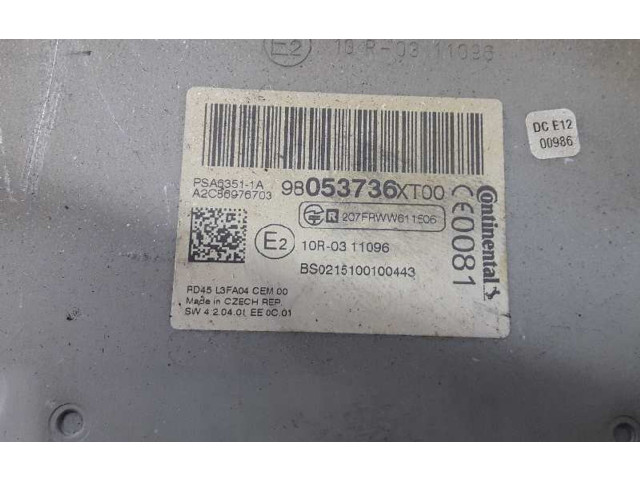 E2 10 R-03 11096
DC E12
00986
PSA6351-1A
A2C86976703
98053736XT00
R 207FRWW611506
E2 10R-03 11096
BS0215100100443
CE0081
Continental
RD45 L3FA04 CEM 00
Made in CZECH REP.
SW 4.2.04.01 EE 0C.01